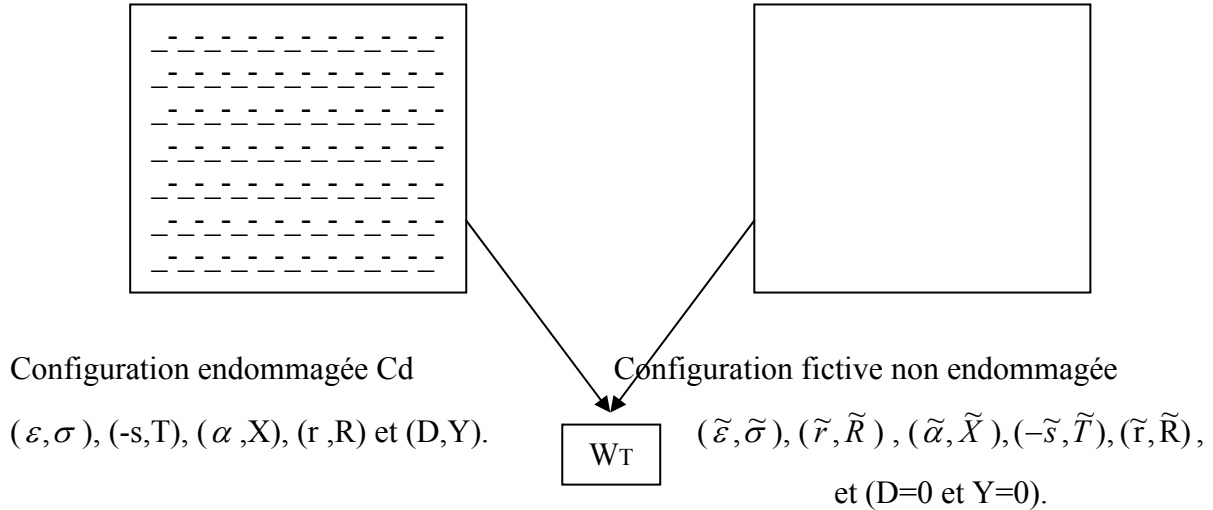 Configuration endommagée Cd
(ε,σ), (-s,T), (α ,X), (r ,R) et (D,Y).
Configuration fictive non endommagée
(ε̃,σ̃), (r̃,R̃) , (α̃,X̃),(−s̃,T̃),(r̃,R̃) ,
et (D=0 et Y=0).
WT